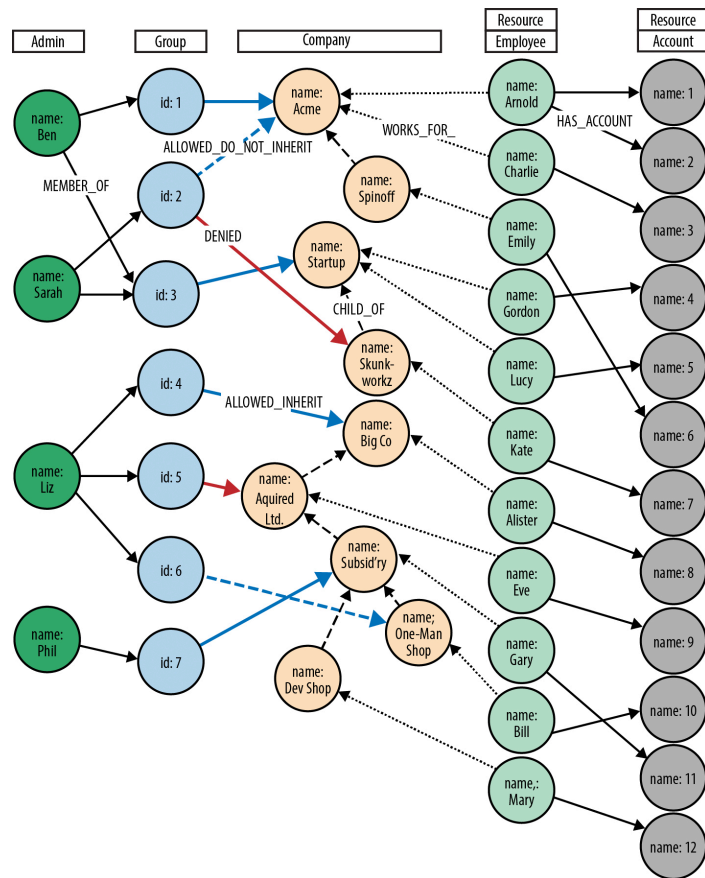 Resource
Resource
Admin
Group
Company
Employee
Account
name:
Ben
id: 1
name:
Acme
name:
Arnold
name: 1
HAS_ACCOUNT
WORKS_FOR_
ALLOWED_DO_NOT_INHERIT
name:
Charlie
name: 2
MEMBER_OF
id: 2
name:
Spinoff
DENIED
name:
Emily
name: 3
name:
Sarah
id: 3
name:
Startup
name:
Gordon
name: 4
CHILD_OF
name:
Skunk-
workz
name:
Lucy
name: 5
id: 4
ALLOWED_INHERIT
name:
Big Co
name:
Kate
name: 6
name:
Liz
id: 5
name:
Aquired
Ltd.
name:
Alister
name: 7
id: 6
name:
Subsid'ry
name:
Eve
name: 8
name:
Phil
id: 7
name;
One-Man
Shop
name:
Gary
name: 9
name:
Dev Shop
name:
Bill
name: 10
name,:
Mary
name: 11
name: 12